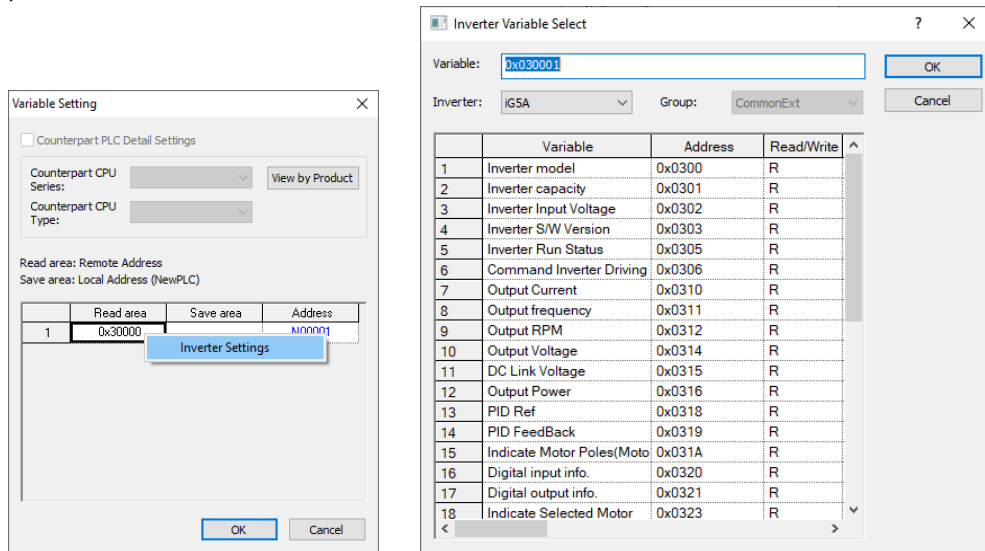 Variable Setting
Counterpart PLC Detail Settings
Counterpart CPU
Series:
View by Product
Counterpart CPU
Type:
Read area: Remote Address
Save area: Local Address (NewPLC)
Read area Save area Address
1 0x30000 N00001
Inverter Settings
OK Cancel
Inverter Variable Select
? ×
Variable: 0x030001 OK
Inverter: iG5A Group: CommonExt Cancel
Variable Address Read/Write
1 Inverter model 0x0300 R
2 Inverter capacity 0x0301 R
3 Inverter Input Voltage 0x0302 R
4 Inverter S/W Version 0x0303 R
5 Inverter Run Status 0x0305 R
6 Command Inverter Driving 0x0306 R
7 Output Current 0x0310 R
8 Output frequency 0x0311 R
9 Output RPM 0x0312 R
10 Output Voltage 0x0314 R
11 DC Link Voltage 0x0315 R
12 Output Power 0x0316 R
13 PID Ref 0x0318 R
14 PID FeedBack 0x0319 R
15 Indicate Motor Poles(Moto 0x031A R
16 Digital input info. 0x0320 R
17 Digital output info. 0x0321 R
18 Indicate Selected Motor 0x0323 R